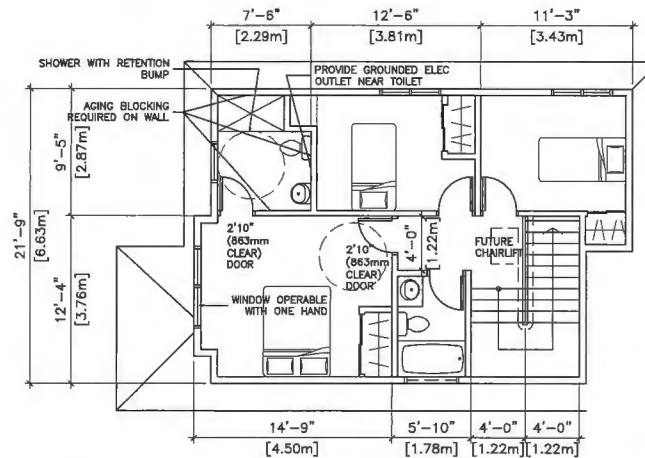 7'-6"
[2.29m]
12'-6"
[3.81m]
11'-3"
[3.43m]
SHOWER WITH RETENTION
BUMP
PROVIDE GROUNDED ELEC
OUTLET NEAR TOILET
AGING BLOCKING
REQUIRED ON WALL
21'-9"
[6.63m]
9'-5"
[2.87m]
12'-4"
[3.76m]
2'10"
(863mm
CLEAR)
DOOR
2'10"
(863mm
CLEAR)
DOOR
4'-0"
[1.22m]
FUTURE
CHAIRLIFT
WINDOW OPERABLE
WITH ONE HAND
14'-9"
[4.50m]
5'-10"
[1.78m]
4'-0"
[1.22m]
4'-0"
[1.22m]